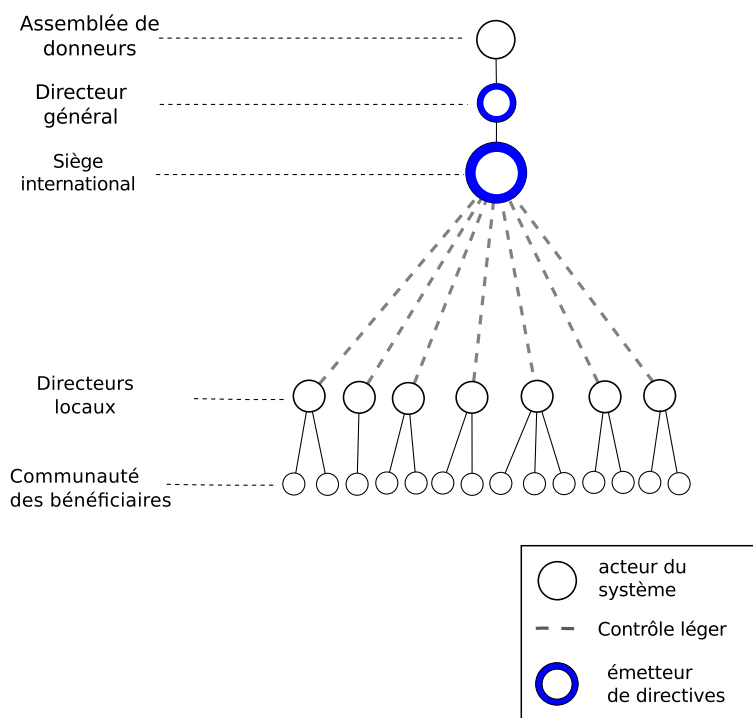 Assemblée de
donneurs
Directeur
général
Siège
international
Directeurs
locaux
Communauté
des bénéficiaires
acteur du
système
Contrôle léger
émetteur
de directives